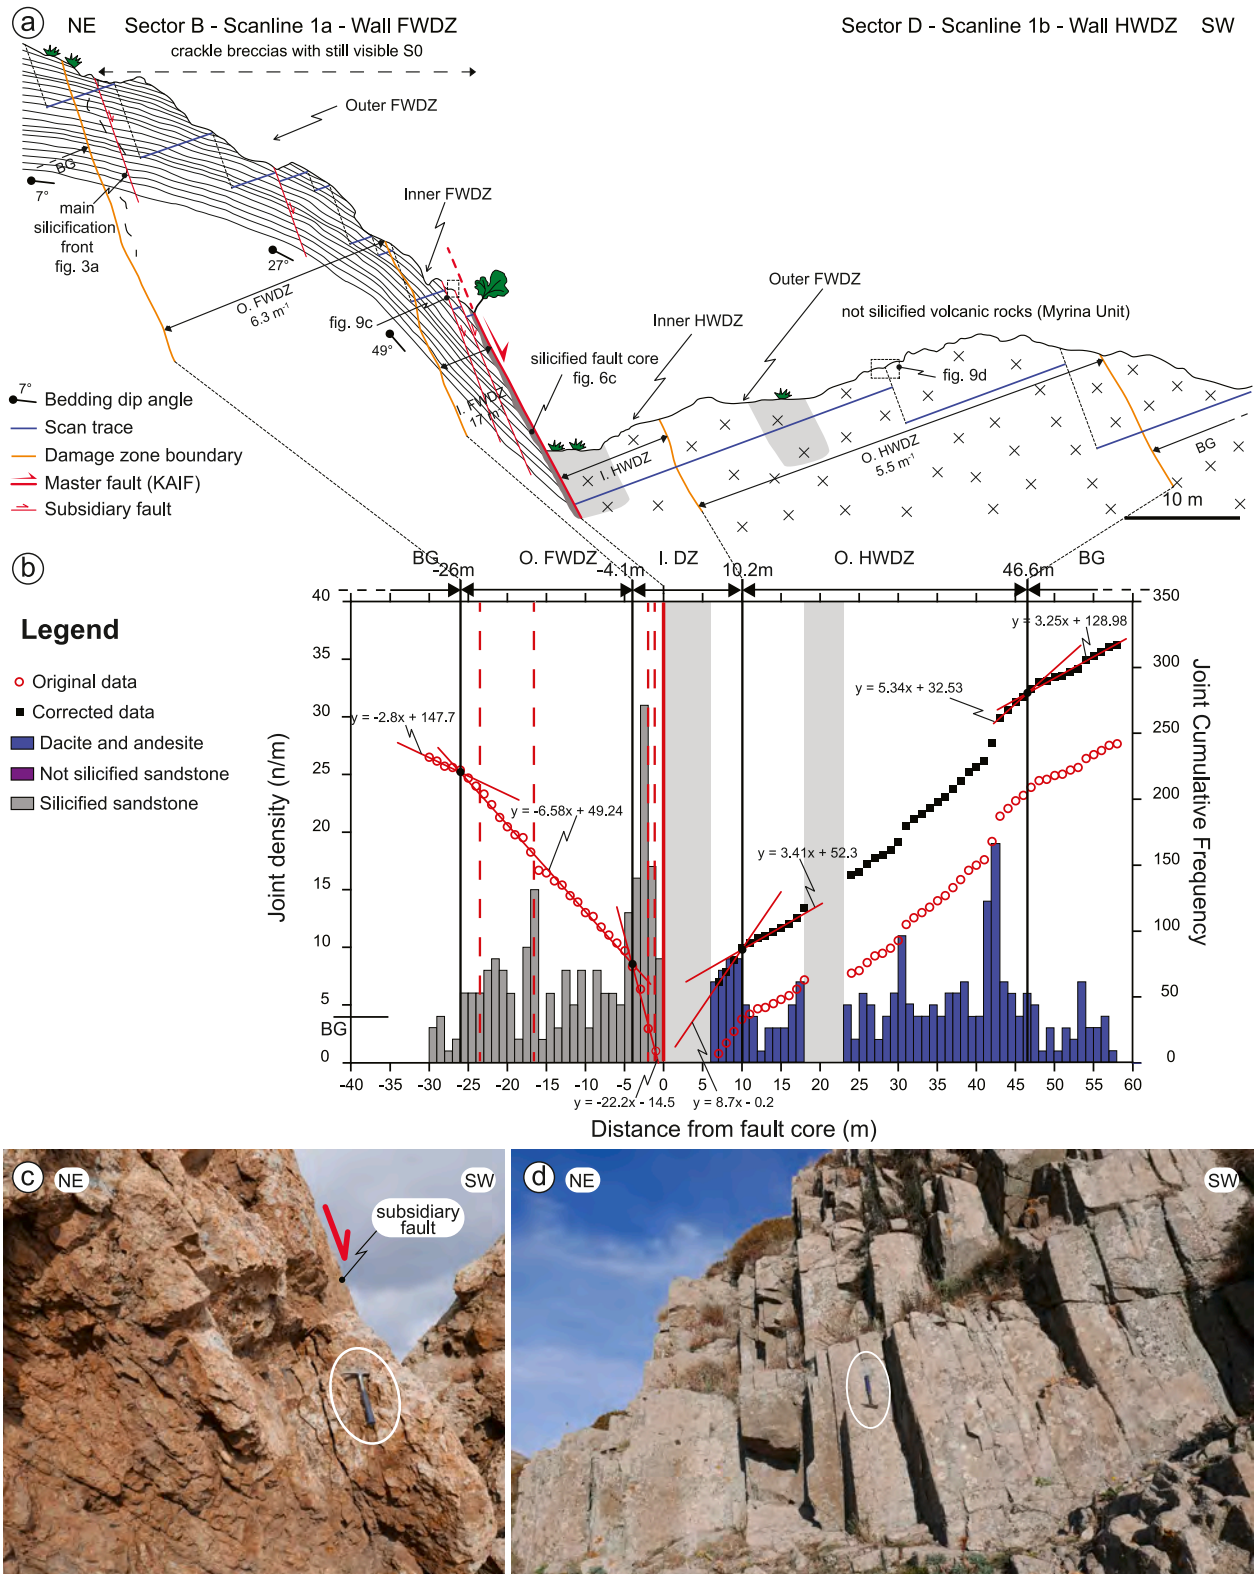 a NE Sector B - Scanline 1a - Wall FWDZ Sector D - Scanline 1b - Wall HWDZ SW
crackle breccias with still visible S0
Outer FWDZ
BG
7°
main
silicification
front
fig. 3a
Inner FWDZ
27°
O. FWDZ
6.3 m⁻¹
fig. 9c
49°
I. FWDZ
17 m⁻¹
Outer FWDZ
Inner HWDZ
not silicified volcanic rocks (Myrina Unit)
silicified fault core
fig. 6c
fig. 9d
I. HWDZ
O. HWDZ
5.5 m⁻¹
BG
10 m
7°
Bedding dip angle
Scan trace
Damage zone boundary
Master fault (KAIF)
Subsidiary fault
b
BG O. FWDZ I. DZ O. HWDZ BG
-26m -4.1m 10.2m 46.6m
Legend
Original data
Corrected data
Dacite and andesite
Not silicified sandstone
Silicified sandstone
Joint density (n/m)
40
35
30
25
20
15
10
5
BG
0
y = -2.8x + 147.7
y = -6.58x + 49.24
y = 3.41x + 52.3
y = 5.34x + 32.53
y = 3.25x + 128.98
350
300
250
200
150
100
50
0
Joint Cumulative Frequency
-40 -35 -30 -25 -20 -15 -10 -5 0 5 10 15 20 25 30 35 40 45 50 55 60
y = -22.2x - 14.5 y = 8.7x - 0.2
Distance from fault core (m)
c NE SW
subsidiary
fault
d NE SW